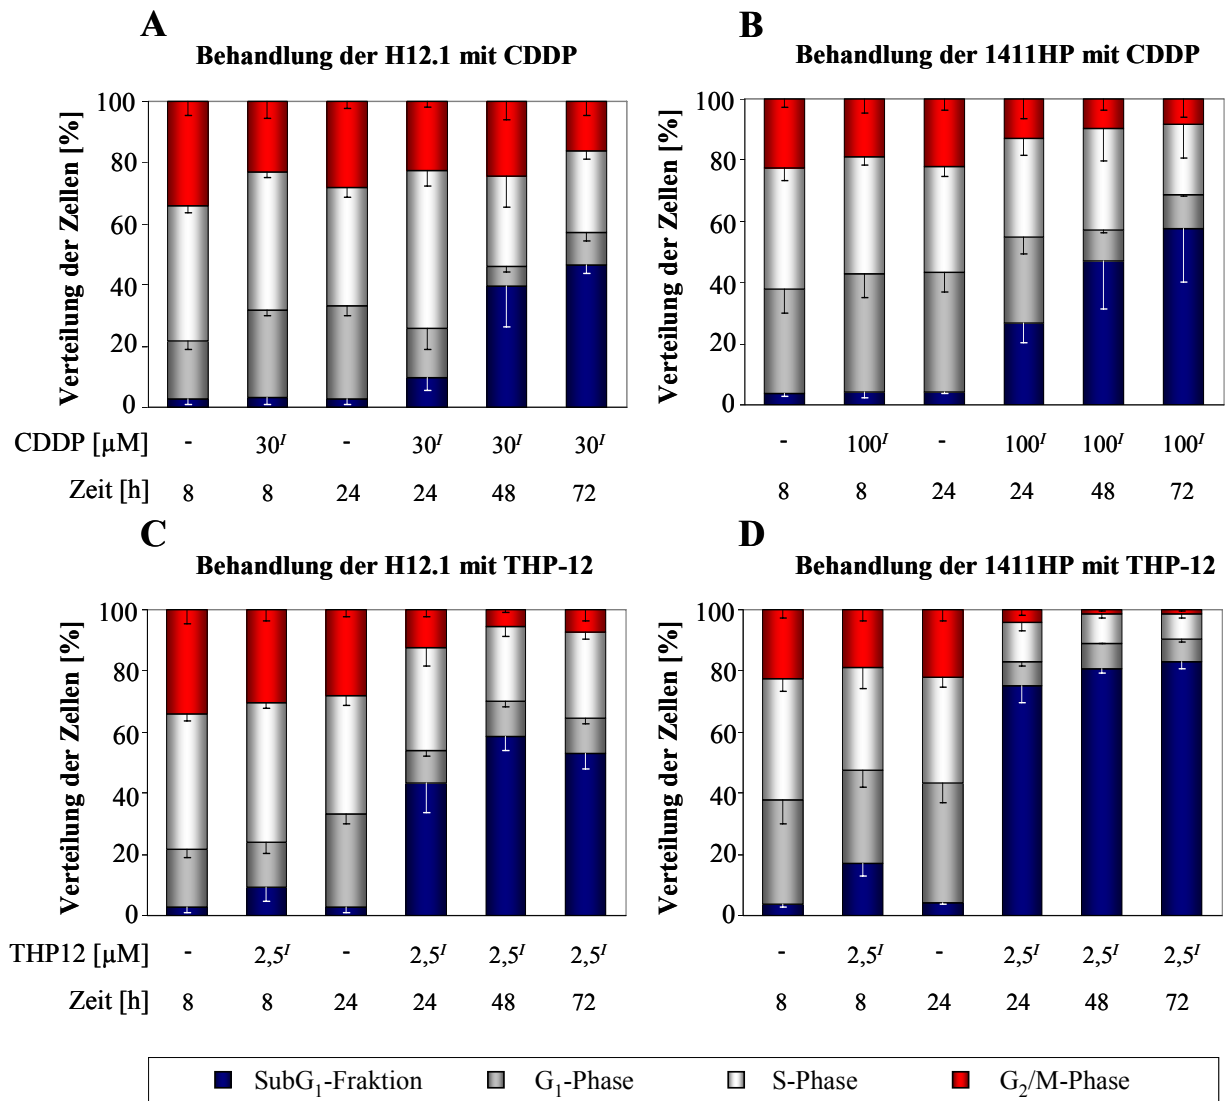 A
Behandlung der H12.1 mit CDDP
Verteilung der Zellen [%]
100
80
60
40
20
0
CDDP [µM] - 30ᴵ - 30ᴵ 30ᴵ 30ᴵ
Zeit [h] 8 8 24 24 48 72
B
Behandlung der 1411HP mit CDDP
Verteilung der Zellen [%]
100
80
60
40
20
0
- 100ᴵ - 100ᴵ 100ᴵ 100ᴵ
8 8 24 24 48 72
C
Behandlung der H12.1 mit THP-12
Verteilung der Zellen [%]
100
80
60
40
20
0
THP12 [µM] - 2,5ᴵ - 2,5ᴵ 2,5ᴵ 2,5ᴵ
Zeit [h] 8 8 24 24 48 72
D
Behandlung der 1411HP mit THP-12
Verteilung der Zellen [%]
100
80
60
40
20
0
- 2,5ᴵ - 2,5ᴵ 2,5ᴵ 2,5ᴵ
8 8 24 24 48 72
SubG₁-Fraktion G₁-Phase S-Phase G₂/M-Phase